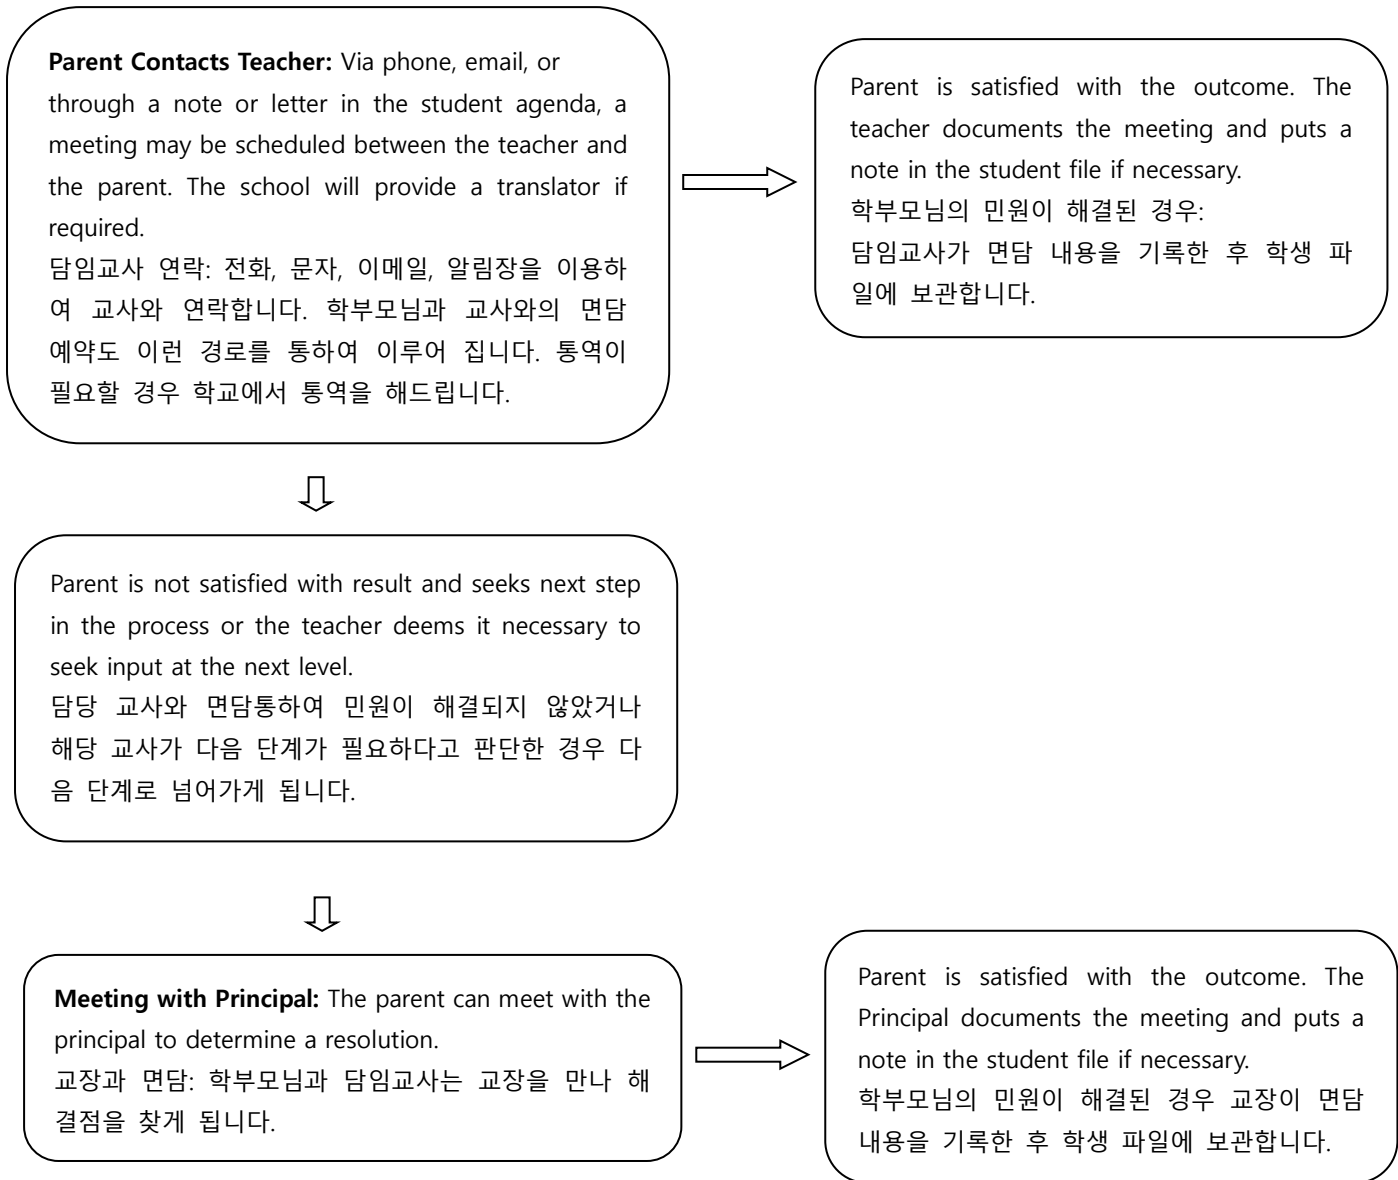 Parent Contacts Teacher: Via phone, email, or
through a note or letter in the student agenda, a
meeting may be scheduled between the teacher and
the parent. The school will provide a translator if
required.
담임교사 연락: 전화, 문자, 이메일, 알림장을 이용하
여 교사와 연락합니다. 학부모님과 교사와의 면담
예약도 이런 경로를 통하여 이루어 집니다. 통역이
필요할 경우 학교에서 통역을 해드립니다.
Parent is satisfied with the outcome. The
teacher documents the meeting and puts a
note in the student file if necessary.
학부모님의 민원이 해결된 경우:
담임교사가 면담 내용을 기록한 후 학생 파
일에 보관합니다.
Parent is not satisfied with result and seeks next step
in the process or the teacher deems it necessary to
seek input at the next level.
담당 교사와 면담통하여 민원이 해결되지 않았거나
해당 교사가 다음 단계가 필요하다고 판단한 경우 다
음 단계로 넘어가게 됩니다.
Meeting with Principal: The parent can meet with the
principal to determine a resolution.
교장과 면담: 학부모님과 담임교사는 교장을 만나 해
결점을 찾게 됩니다.
Parent is satisfied with the outcome. The
Principal documents the meeting and puts a
note in the student file if necessary.
학부모님의 민원이 해결된 경우 교장이 면담
내용을 기록한 후 학생 파일에 보관합니다.